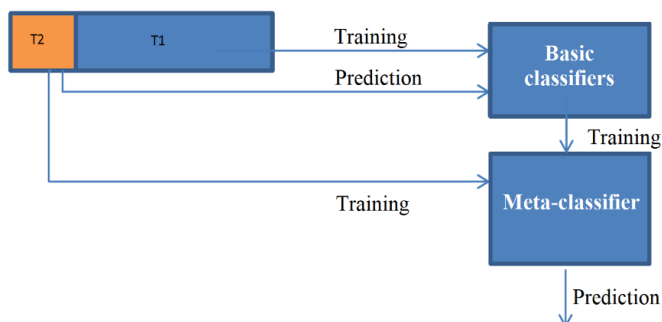 T2
T1
Training
Basic
classifiers
Prediction
Training
Meta-classifier
Training
Prediction